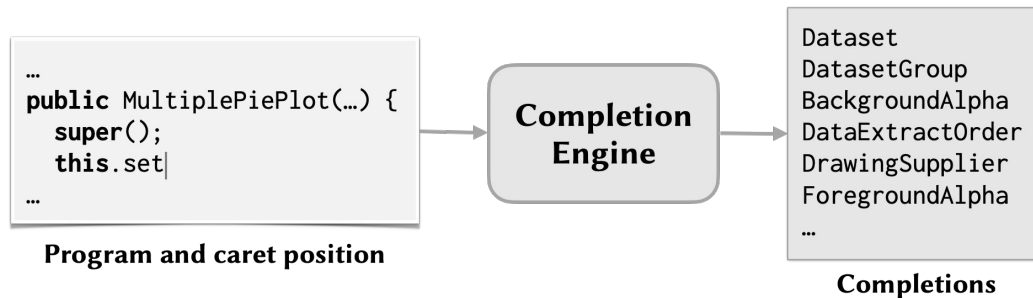 …
public MultiplePiePlot(…) {
super();
this.set
…
Program and caret position
Completion
Engine
Dataset
DatasetGroup
BackgroundAlpha
DataExtractOrder
DrawingSupplier
ForegroundAlpha
…
Completions